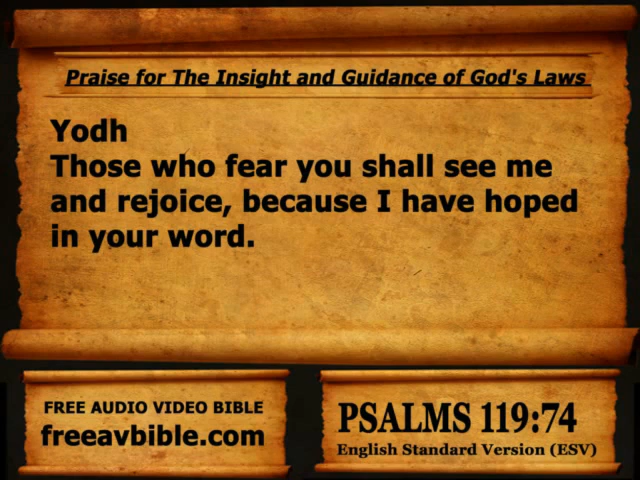 Praise for The Insight and Guidance of God's Laws
Yodh
Those who fear you shall see me
and rejoice, because I have hoped
in your word.
FREE AUDIO VIDEO BIBLE
freeavbible.com
PSALMS 119:74
English Standard Version (ESV)